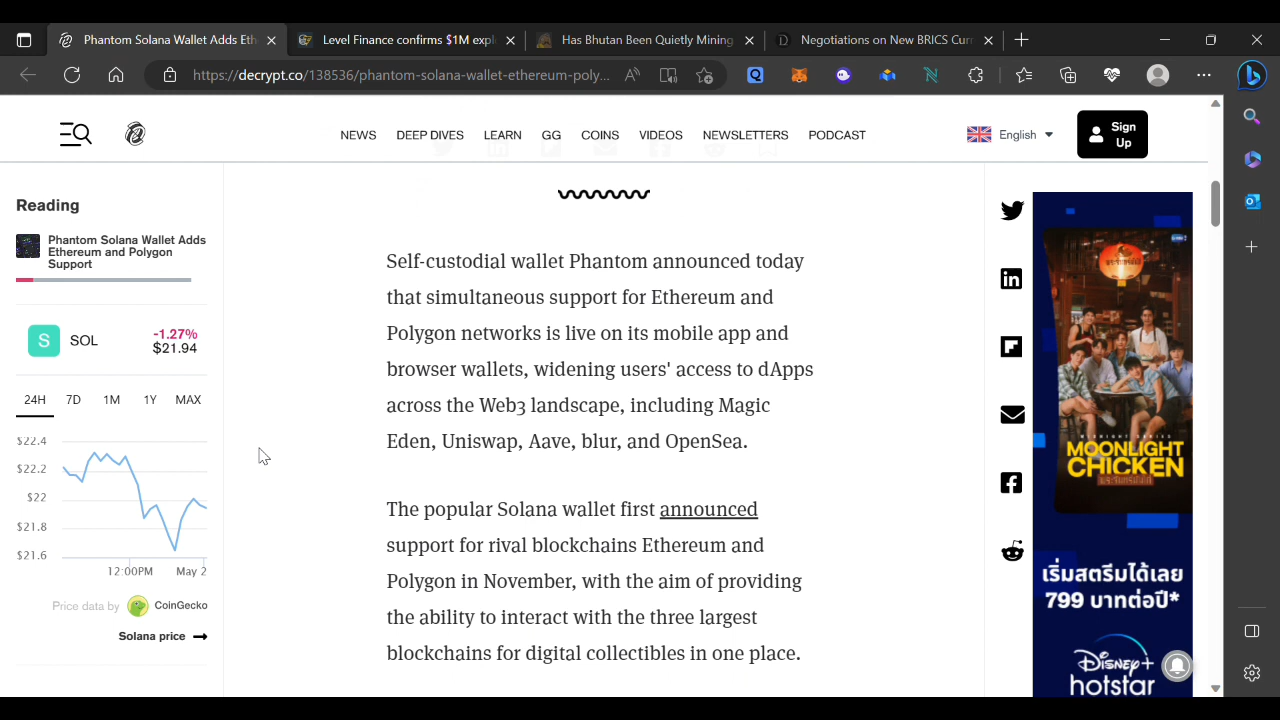 Phantom Solana Wallet Adds Eth
Level Finance confirms $1M expl
Has Bhutan Been Quietly Mining
Negotiations on New BRICS Curr
https://decrypt.co/138536/phantom-solana-wallet-ethereum-poly...
NEWS DEEP DIVES LEARN GG COINS VIDEOS NEWSLETTERS PODCAST
English
Sign
Up
Reading
Phantom Solana Wallet Adds
Ethereum and Polygon
Support
S SOL
-1.27%
$21.94
24H 7D 1M 1Y MAX
$22.4
$22.2
$22
$21.8
$21.6
12:00PM May 2
Price data by CoinGecko
Solana price
Self-custodial wallet Phantom announced today
that simultaneous support for Ethereum and
Polygon networks is live on its mobile app and
browser wallets, widening users' access to dApps
across the Web3 landscape, including Magic
Eden, Uniswap, Aave, blur, and OpenSea.
The popular Solana wallet first announced
support for rival blockchains Ethereum and
Polygon in November, with the aim of providing
the ability to interact with the three largest
blockchains for digital collectibles in one place.
MOONLIGHT
CHICKEN
เริ่มสตรีมได้เลย
799 บาทต่อปี*
Disney+
hotstar